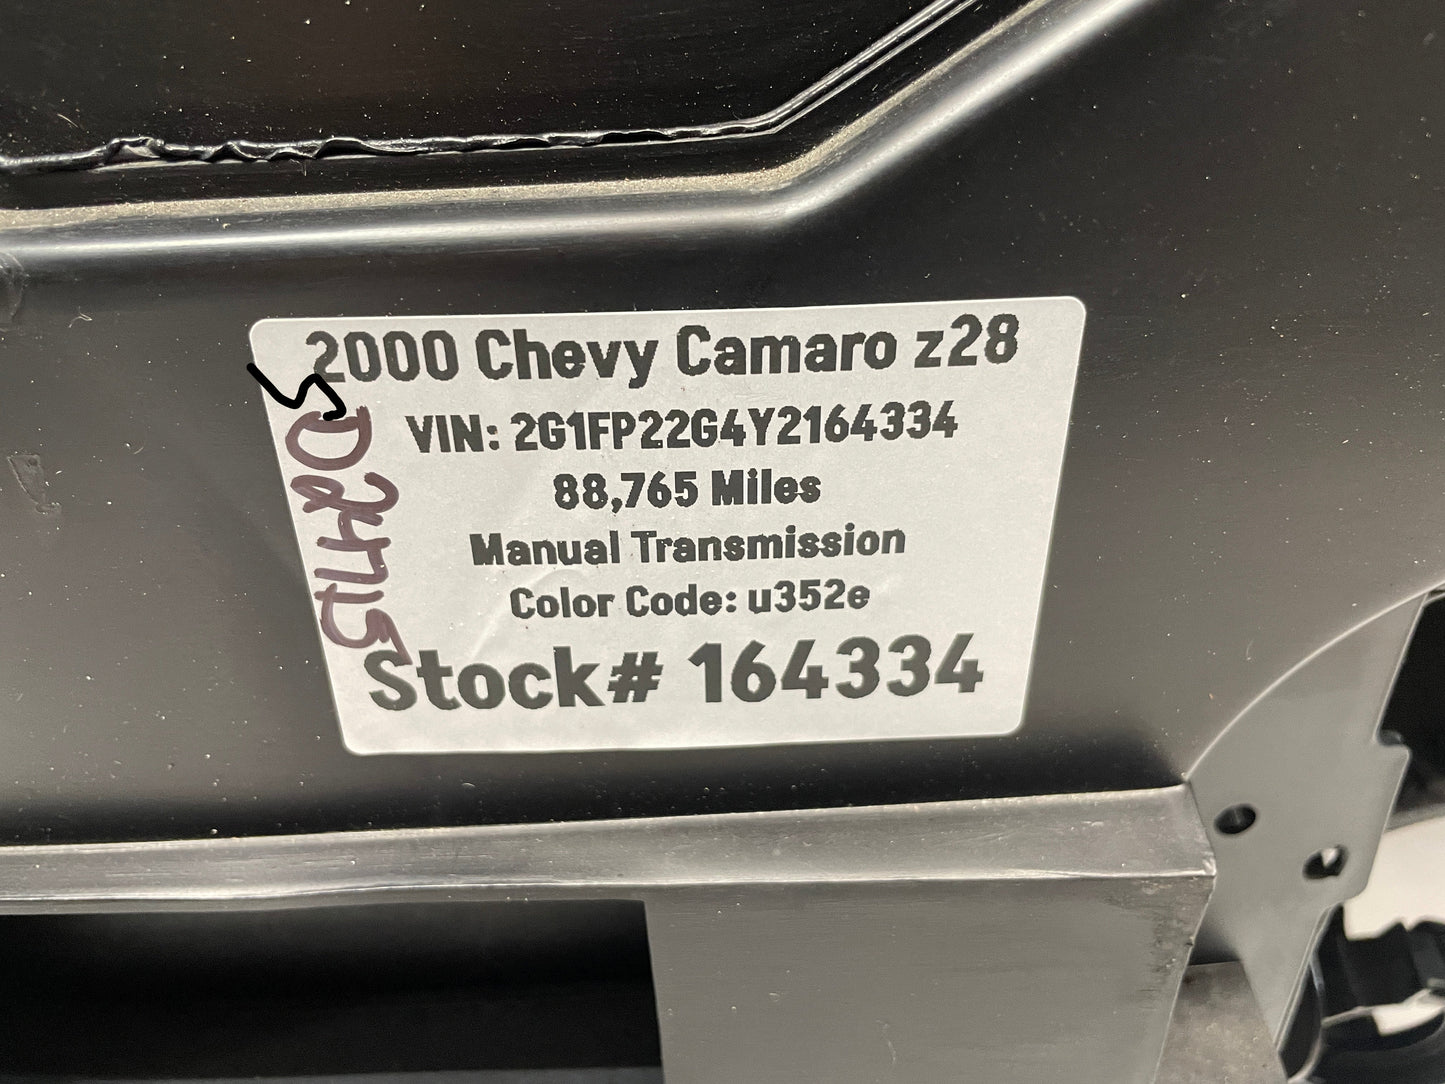 2000 Chevy Camaro z28
VIN: 2G1FP22G4Y2164334
88,765 Miles
Manual Transmission
Color Code: u352e
Stock# 164334